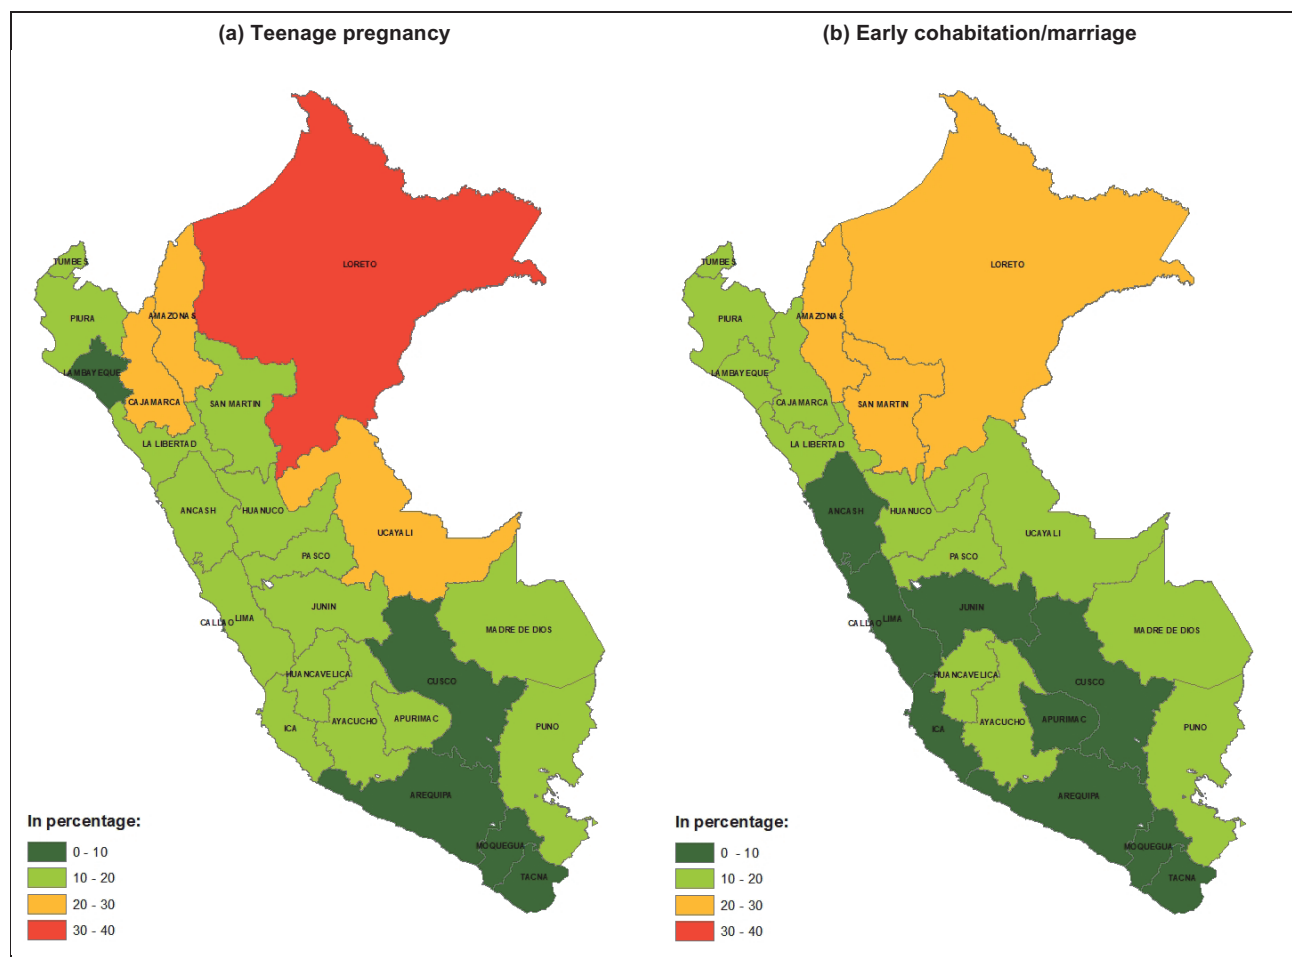 (a) Teenage pregnancy
LORETO
TUMBES
AMAZONAS
PIURA
LAMBAYEQUE
CAJAMARCA
SAN MARTIN
LA LIBERTAD
ANCASH
HUANUCO
UCAYALI
PASCO
JUNIN
CALLAO
LIMA
MADRE DE DIOS
HUANCAVELICA
CUSCO
AYACUCHO
APURIMAC
ICA
PUNO
AREQUIPA
MOQUEGUA
TACNA
In percentage:
0 - 10
10 - 20
20 - 30
30 - 40
(b) Early cohabitation/marriage
LORETO
TUMBES
AMAZONAS
PIURA
LAMBAYEQUE
CAJAMARCA
SAN MARTIN
LA LIBERTAD
ANCASH
HUANUCO
UCAYALI
PASCO
JUNIN
CALLAO
LIMA
MADRE DE DIOS
HUANCAVELICA
CUSCO
AYACUCHO
APURIMAC
ICA
PUNO
AREQUIPA
MOQUEGUA
TACNA
In percentage:
0 - 10
10 - 20
20 - 30
30 - 40